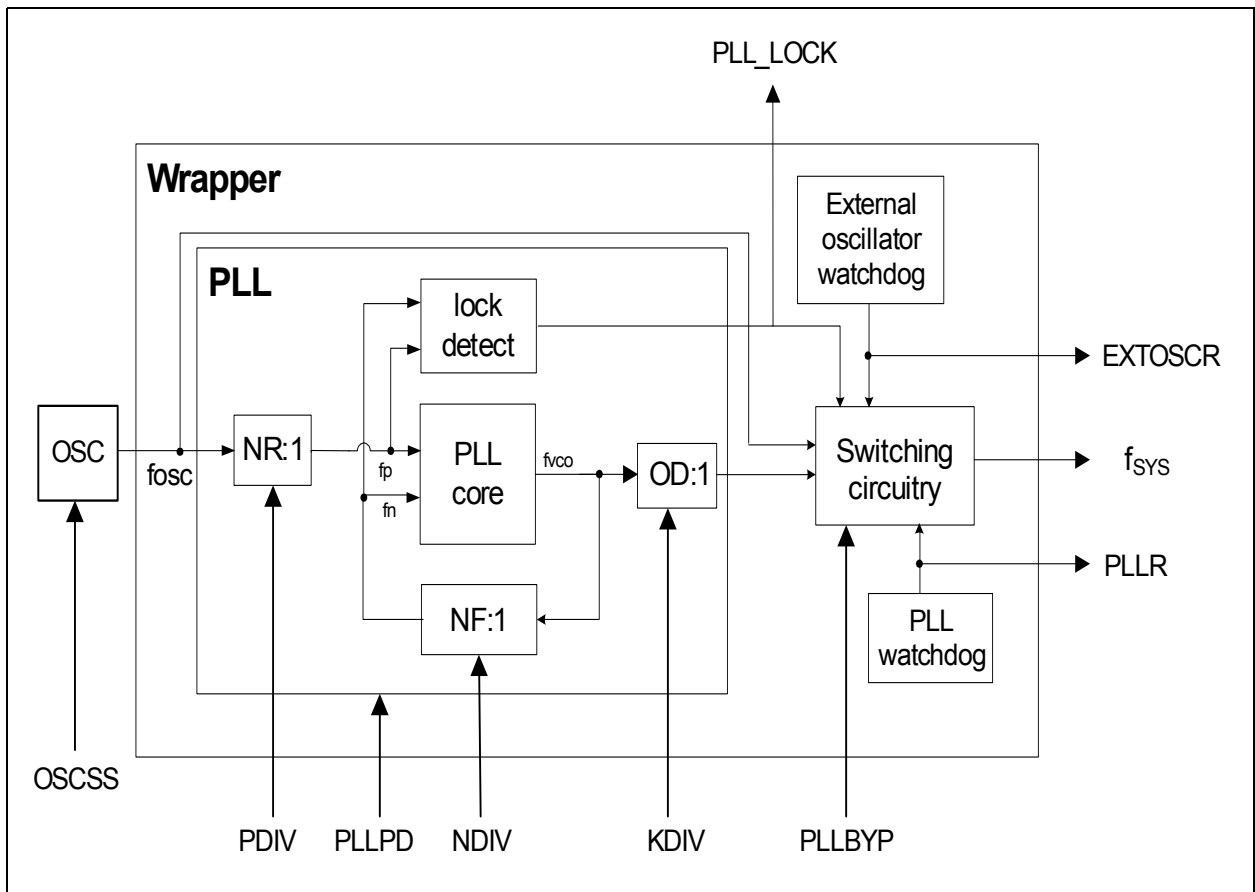 PLL_LOCK
Wrapper
External
oscillator
watchdog
PLL
lock
detect
EXTOSCR
OSC
fosc
NR:1
fp
fn
PLL
core
fvco
OD:1
Switching
circuitry
fSYS
NF:1
PLLR
PLL
watchdog
OSCSS
PDIV
PLLPD
NDIV
KDIV
PLLBYP